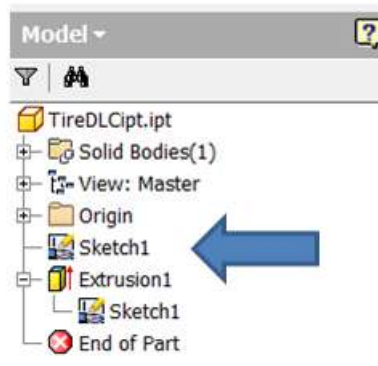 Model
?
TireDLCipt.ipt
Solid Bodies(1)
View: Master
Origin
Sketch1
Extrusion1
Sketch1
End of Part